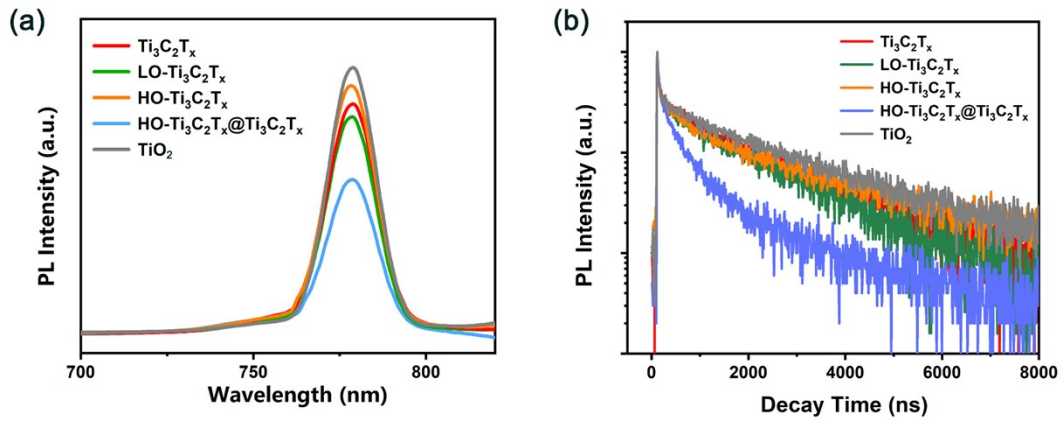 (a)
Ti₃C₂Tₓ
LO-Ti₃C₂Tₓ
HO-Ti₃C₂Tₓ
HO-Ti₃C₂Tₓ@Ti₃C₂Tₓ
TiO₂
PL Intensity (a.u.)
700 750 800
Wavelength (nm)
(b)
Ti₃C₂Tₓ
LO-Ti₃C₂Tₓ
HO-Ti₃C₂Tₓ
HO-Ti₃C₂Tₓ@Ti₃C₂Tₓ
TiO₂
PL Intensity (a.u.)
0 2000 4000 6000 8000
Decay Time (ns)